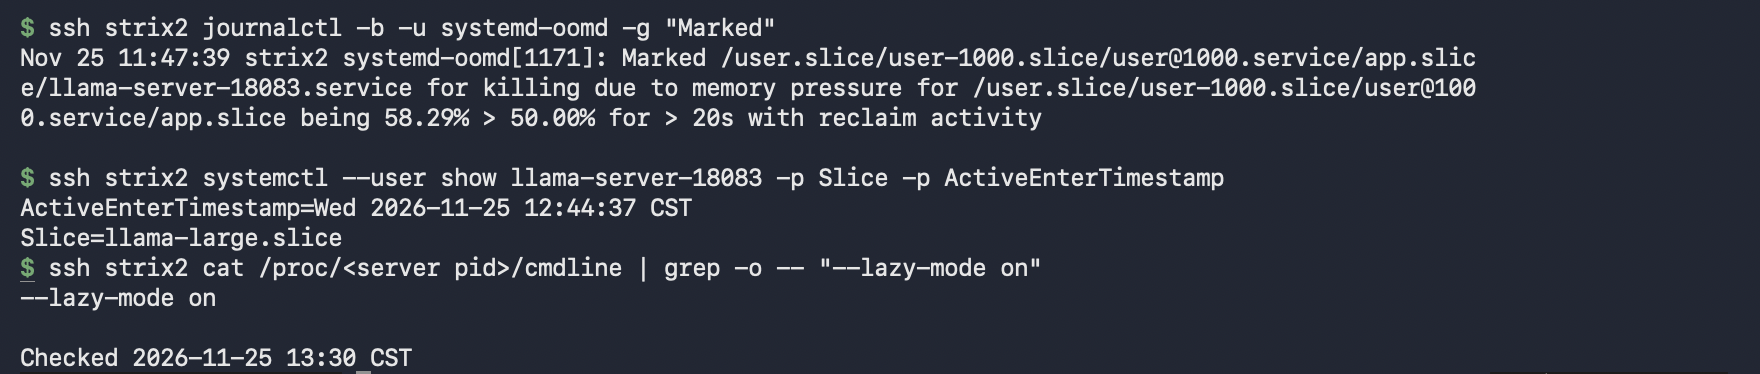 $ ssh strix2 journalctl -b -u systemd-oomd -g "Marked"
Nov 25 11:47:39 strix2 systemd-oomd[1171]: Marked /user.slice/user-1000.slice/user@1000.service/app.slic
e/llama-server-18083.service for killing due to memory pressure for /user.slice/user-1000.slice/user@100
0.service/app.slice being 58.29% > 50.00% for > 20s with reclaim activity
$ ssh strix2 systemctl --user show llama-server-18083 -p Slice -p ActiveEnterTimestamp
ActiveEnterTimestamp=Wed 2026-11-25 12:44:37 CST
Slice=llama-large.slice
$ ssh strix2 cat /proc/<server pid>/cmdline | grep -o -- "--lazy-mode on"
--lazy-mode on
Checked 2026-11-25 13:30 CST